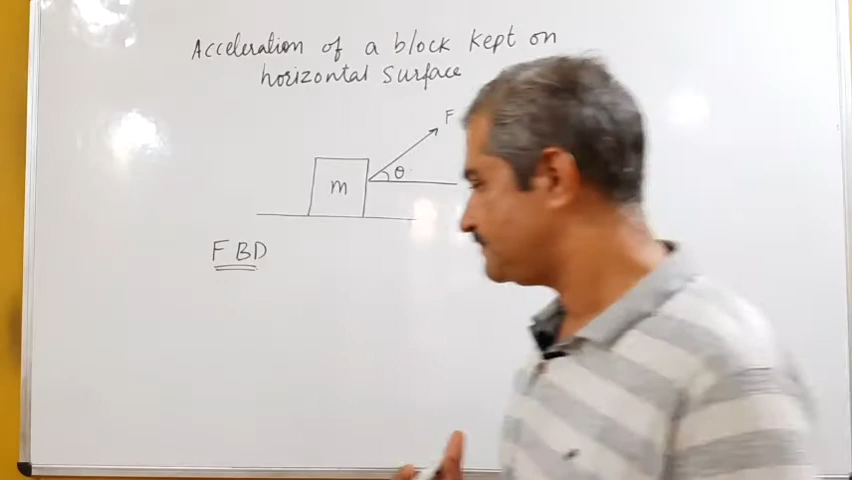 Acceleration of a block kept on
horizontal surface
F
θ
m
FBD